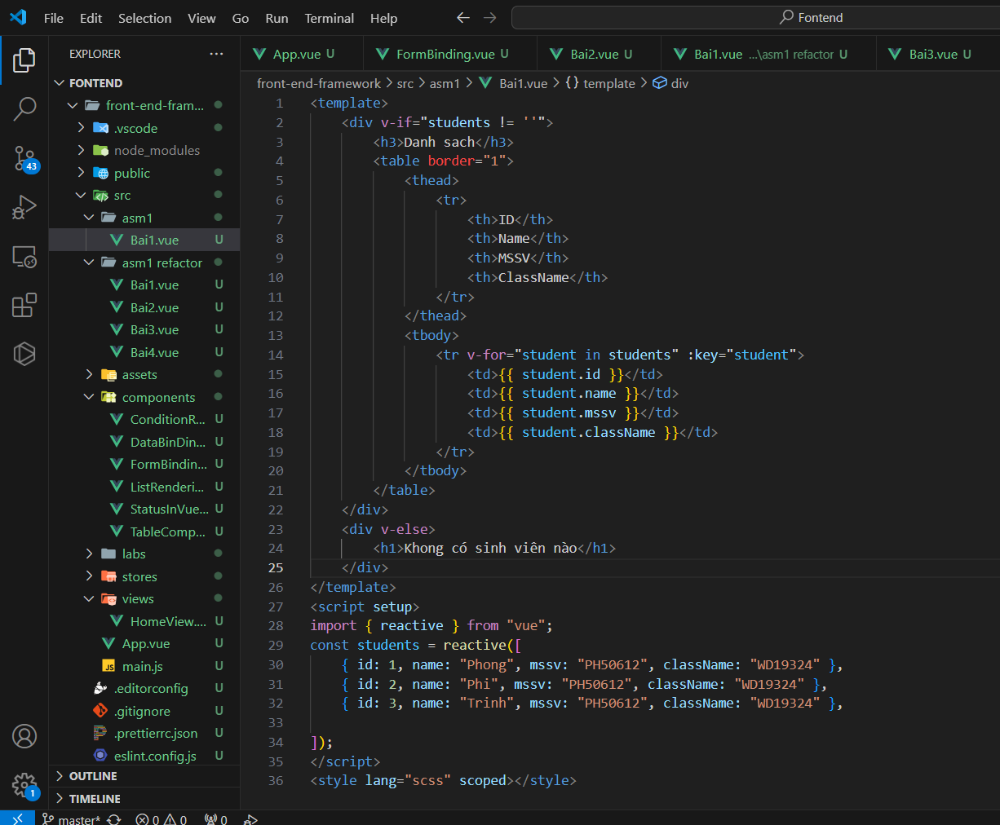 File Edit Selection View Go Run Terminal Help
Fontend
EXPLORER
App.vue U
FormBinding.vue U
Bai2.vue U
Bai1.vue ...\asm1 refactor U
Bai3.vue U
front-end-framework > src > asm1 > Bai1.vue > {} template > div
FONTEND
front-end-fram...
.vscode
node_modules
public
src
asm1
Bai1.vue U
asm1 refactor
Bai1.vue U
Bai2.vue U
Bai3.vue U
Bai4.vue U
assets
components
ConditionR... U
DataBinDin... U
FormBindin... U
ListRenderi... U
StatusInVue... U
TableComp... U
labs
stores
views
HomeView.... U
App.vue U
JS main.js U
.editorconfig U
.gitignore U
.prettierrc.json U
eslint.config.js U
OUTLINE
TIMELINE
43
1
1 <template>
2 <div v-if="students != ''">
3 <h3>Danh sach</h3>
4 <table border="1">
5 <thead>
6 <tr>
7 <th>ID</th>
8 <th>Name</th>
9 <th>MSSV</th>
10 <th>ClassName</th>
11 </tr>
12 </thead>
13 <tbody>
14 <tr v-for="student in students" :key="student">
15 <td>{{ student.id }}</td>
16 <td>{{ student.name }}</td>
17 <td>{{ student.mssv }}</td>
18 <td>{{ student.className }}</td>
19 </tr>
20 </tbody>
21 </table>
22 </div>
23 <div v-else>
24 <h1>Khong có sinh viên nào</h1>
25 </div>
26 </template>
27 <script setup>
28 import { reactive } from "vue";
29 const students = reactive([
30 { id: 1, name: "Phong", mssv: "PH50612", className: "WD19324" },
31 { id: 2, name: "Phi", mssv: "PH50612", className: "WD19324" },
32 { id: 3, name: "Trinh", mssv: "PH50612", className: "WD19324" },
33
34 ]);
35 </script>
36 <style lang="scss" scoped></style>
master* 0 0 0